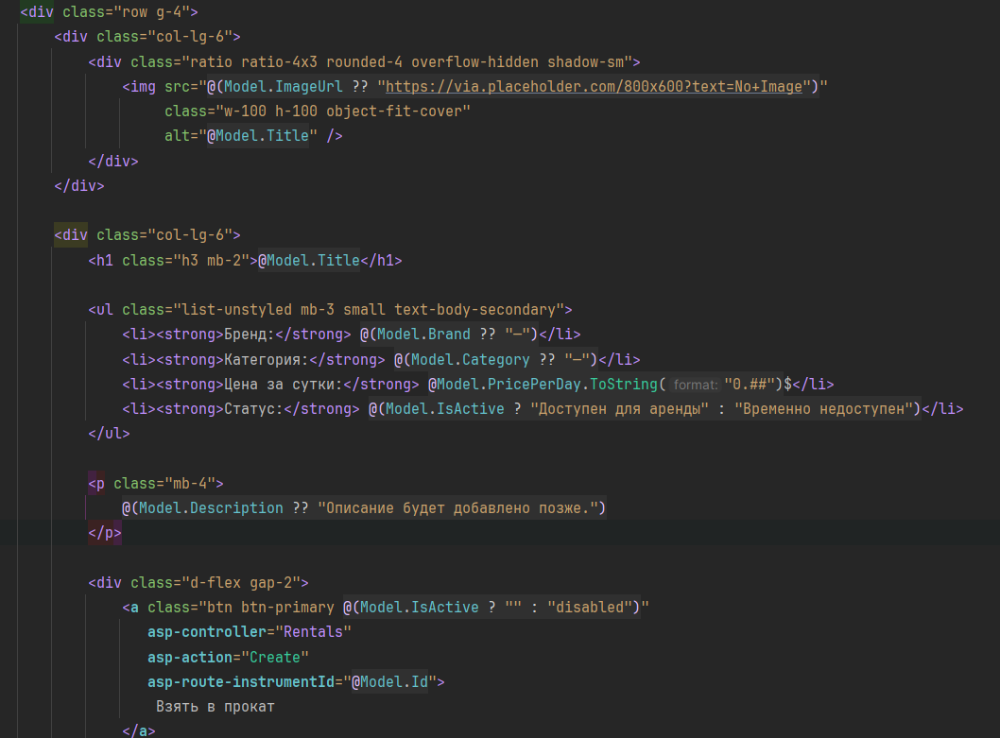 <div class="row g-4">
<div class="col-lg-6">
<div class="ratio ratio-4x3 rounded-4 overflow-hidden shadow-sm">
<img src="@(Model.ImageUrl ?? "https://via.placeholder.com/800x600?text=No+Image")"
class="w-100 h-100 object-fit-cover"
alt="@Model.Title" />
</div>
</div>
<div class="col-lg-6">
<h1 class="h3 mb-2">@Model.Title</h1>
<ul class="list-unstyled mb-3 small text-body-secondary">
<li><strong>Бренд:</strong> @(Model.Brand ?? "—")</li>
<li><strong>Категория:</strong> @(Model.Category ?? "—")</li>
<li><strong>Цена за сутки:</strong> @Model.PricePerDay.ToString( format: "0.##")$</li>
<li><strong>Статус:</strong> @(Model.IsActive ? "Доступен для аренды" : "Временно недоступен")</li>
</ul>
<p class="mb-4">
@(Model.Description ?? "Описание будет добавлено позже.")
</p>
<div class="d-flex gap-2">
<a class="btn btn-primary @(Model.IsActive ? "" : "disabled")"
asp-controller="Rentals"
asp-action="Create"
asp-route-instrumentId="@Model.Id">
Взять в прокат
</a>